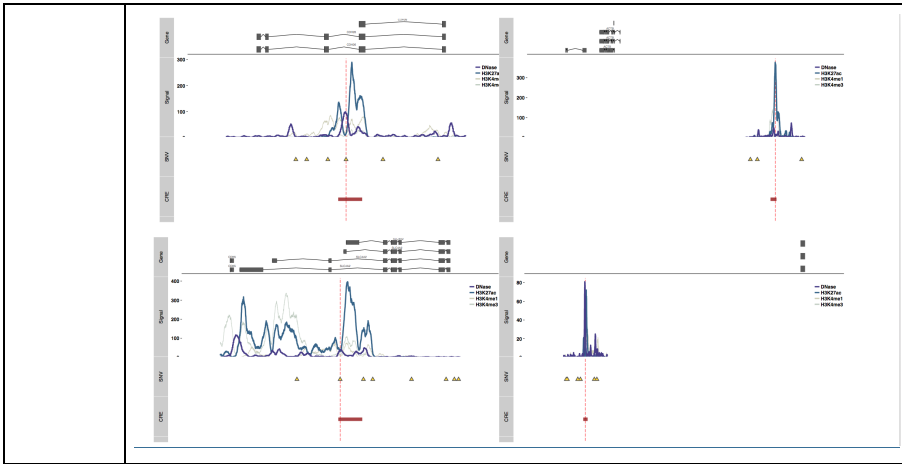 Gene
Signal
SNV
CRE
300 -
200 -
100 -
DNase
H3K27a
H3K4m
H3K4m
Gene
Signal
SNV
CRE
300 -
200 -
100 -
DNase
H3K27ac
H3K4me1
H3K4me3
Gene
Signal
SNV
CRE
400 -
300 -
200 -
100 -
DNase
H3K27ac
H3K4me1
H3K4me3
Gene
Signal
SNV
CRE
80 -
60 -
40 -
20 -
DNase
H3K27ac
H3K4me1
H3K4me3